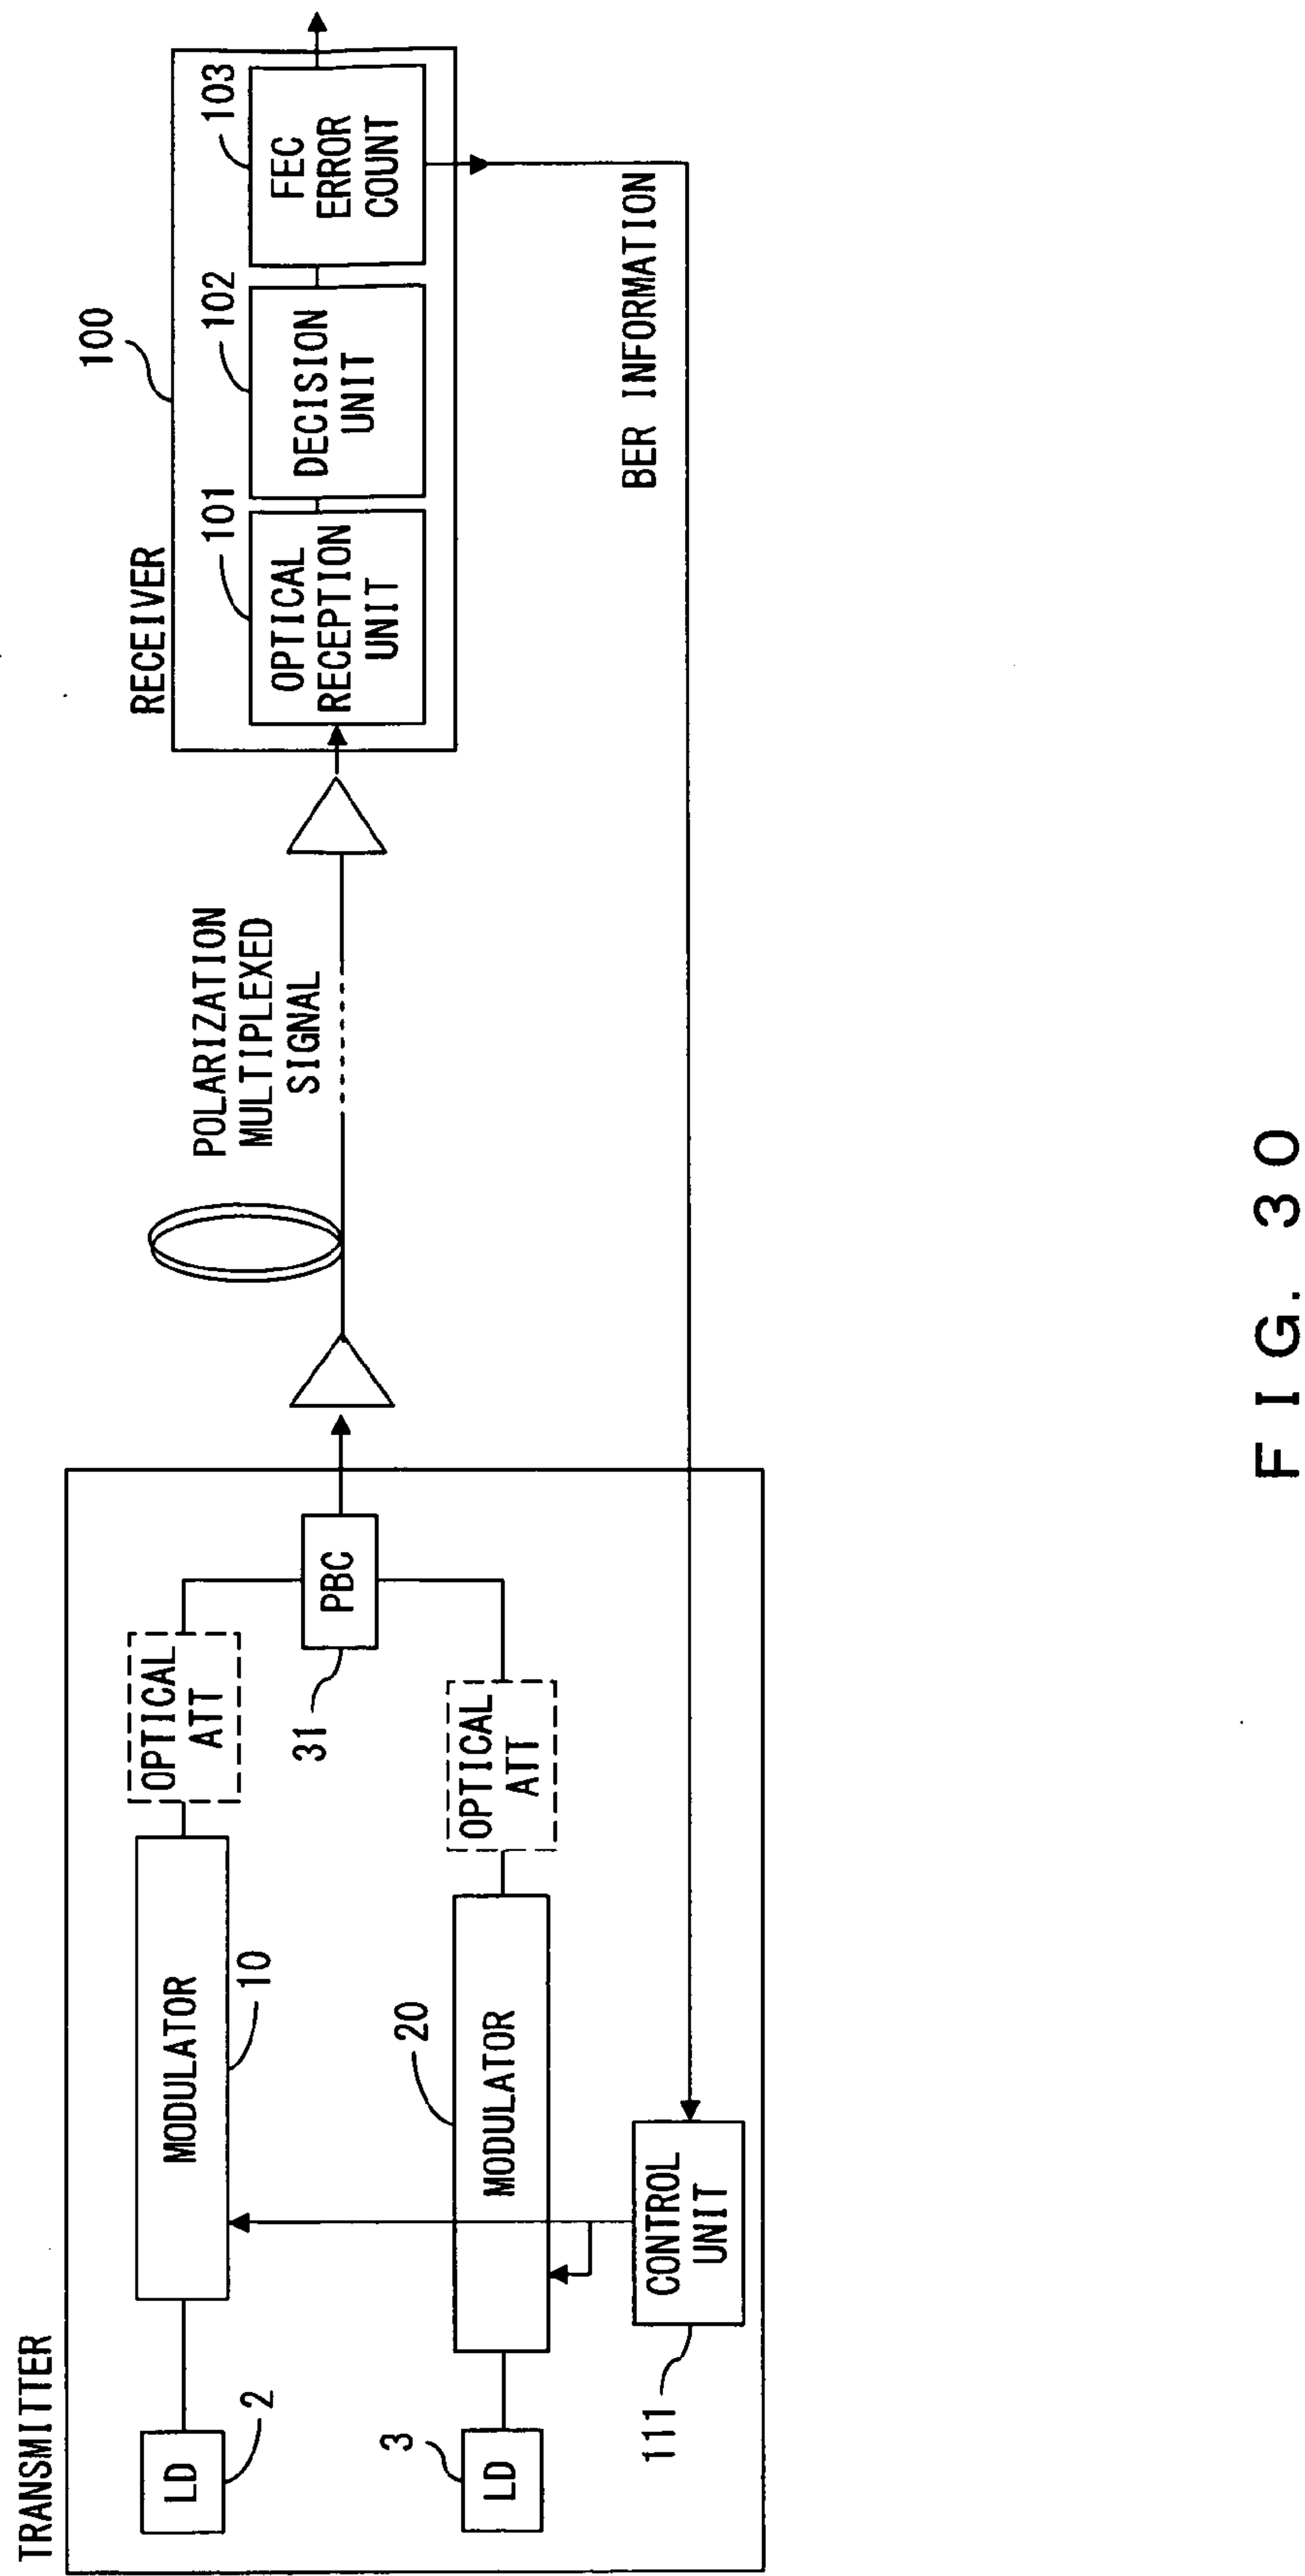 TRANSMITTER
LD
2
MODULATOR
10
OPTICAL
ATT
LD
3
MODULATOR
20
OPTICAL
ATT
PBC
31
CONTROL
UNIT
111
POLARIZATION
MULTIPLEXED
SIGNAL
RECEIVER
100
OPTICAL
RECEPTION
UNIT
101
DECISION
UNIT
102
FEC
ERROR
COUNT
103
BER INFORMATION
FIG. 30